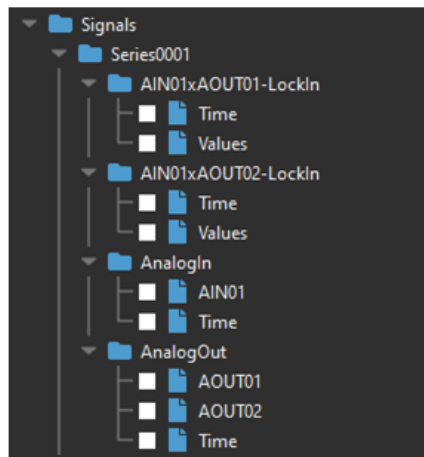 Signals
Series0001
AIN01xAOUT01-LockIn
Time
Values
AIN01xAOUT02-LockIn
Time
Values
AnalogIn
AIN01
Time
AnalogOut
AOUT01
AOUT02
Time